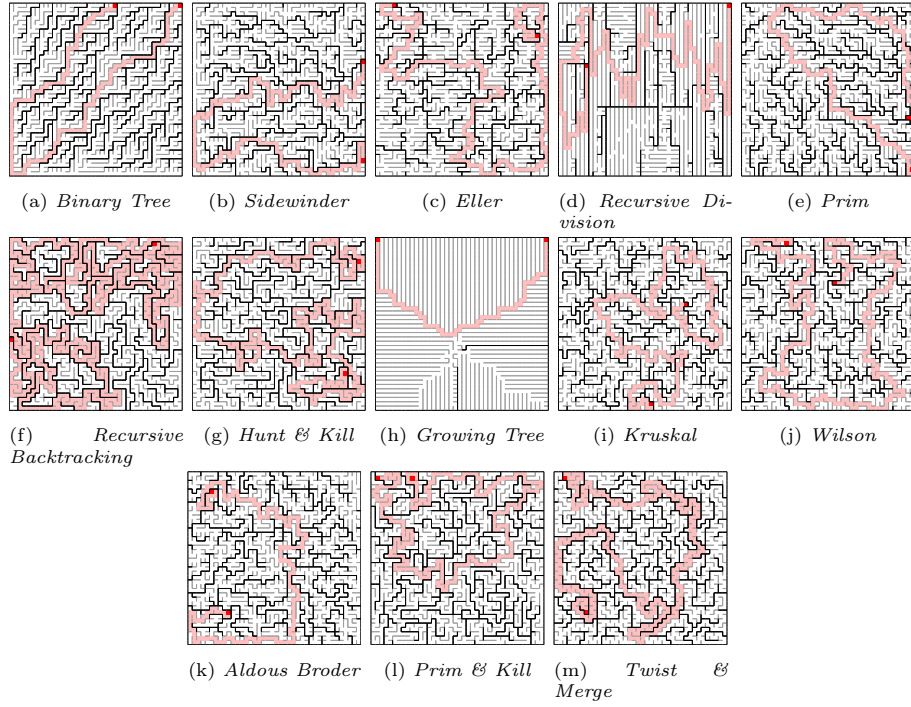 (a) Binary Tree
(b) Sidewinder
(c) Eller
(d) Recursive Di-
vision
(e) Prim
(f) Recursive
Backtracking
(g) Hunt & Kill
(h) Growing Tree
(i) Kruskal
(j) Wilson
(k) Aldous Broder
(l) Prim & Kill
(m) Twist &
Merge